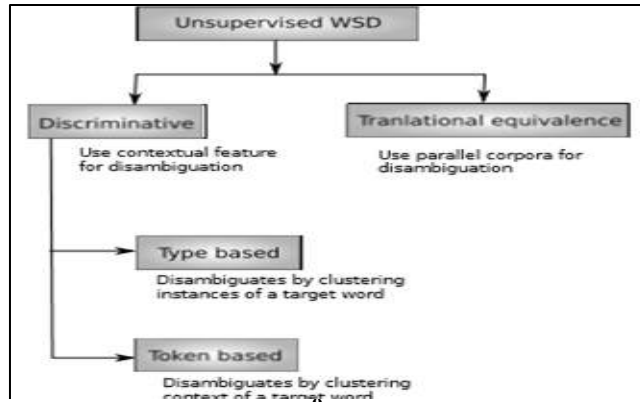 Unsupervised WSD
Discriminative
Tranlational equivalence
Use contextual feature
for disambiguation
Use parallel corpora for
disambiguation
Type based
Disambiguates by clustering
instances of a target word
Token based
Disambiguates by clustering
context of a target word